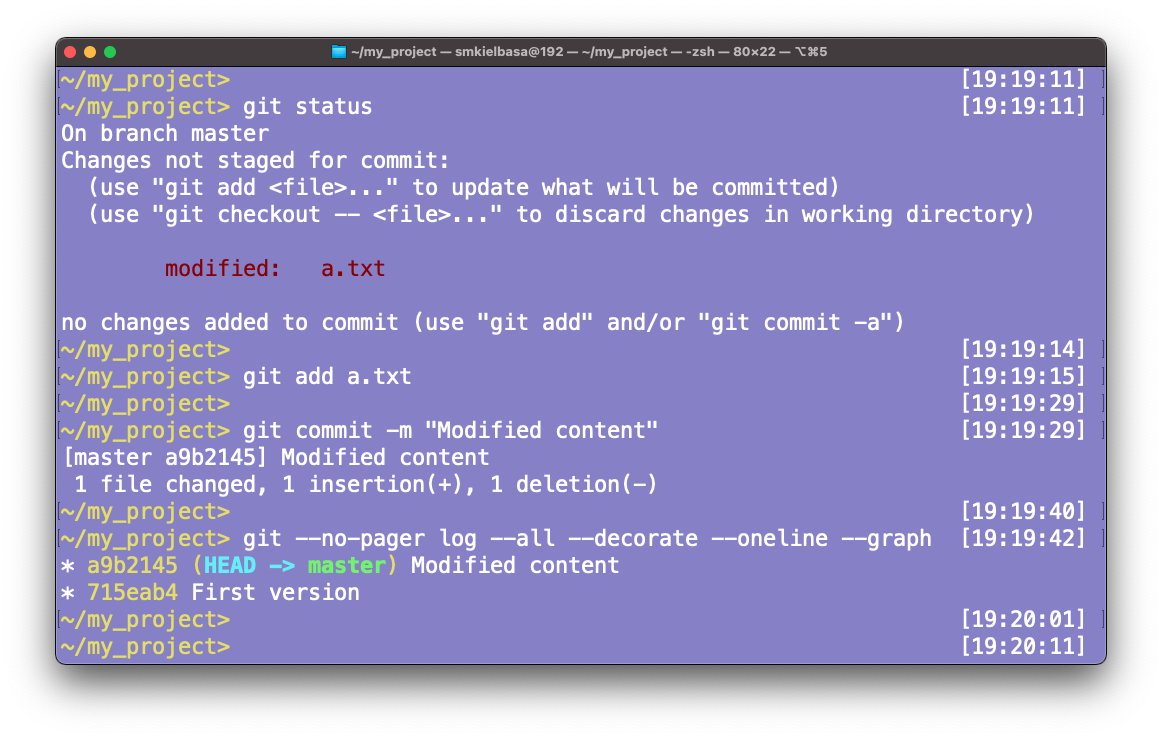 ~/my_project — smkielbasa@192 — ~/my_project — -zsh — 80×22 — ⌥⌘5
~/my_project> [19:19:11]
~/my_project> git status [19:19:11]
On branch master
Changes not staged for commit:
  (use "git add <file>..." to update what will be committed)
  (use "git checkout -- <file>..." to discard changes in working directory)
        modified:   a.txt
no changes added to commit (use "git add" and/or "git commit -a")
~/my_project> [19:19:14]
~/my_project> git add a.txt [19:19:15]
~/my_project> [19:19:29]
~/my_project> git commit -m "Modified content" [19:19:29]
[master a9b2145] Modified content
 1 file changed, 1 insertion(+), 1 deletion(-)
~/my_project> [19:19:40]
~/my_project> git --no-pager log --all --decorate --oneline --graph [19:19:42]
* a9b2145 (HEAD -> master) Modified content
* 715eab4 First version
~/my_project> [19:20:01]
~/my_project> [19:20:11]